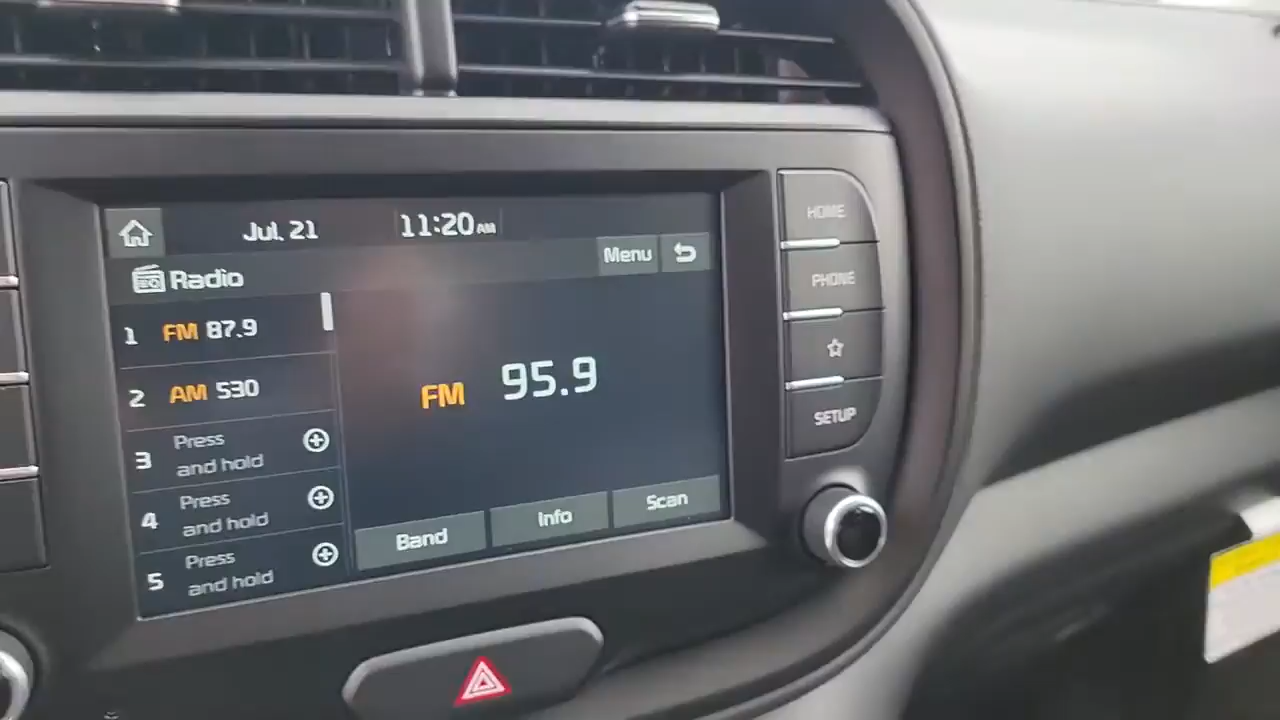 Jul. 21 11:20 AM
Menu
Radio
1 FM 87.9
2 AM 530
3 Press and hold
4 Press and hold
5 Press and hold
FM 95.9
Band Info Scan
HOME
PHONE
SETUP